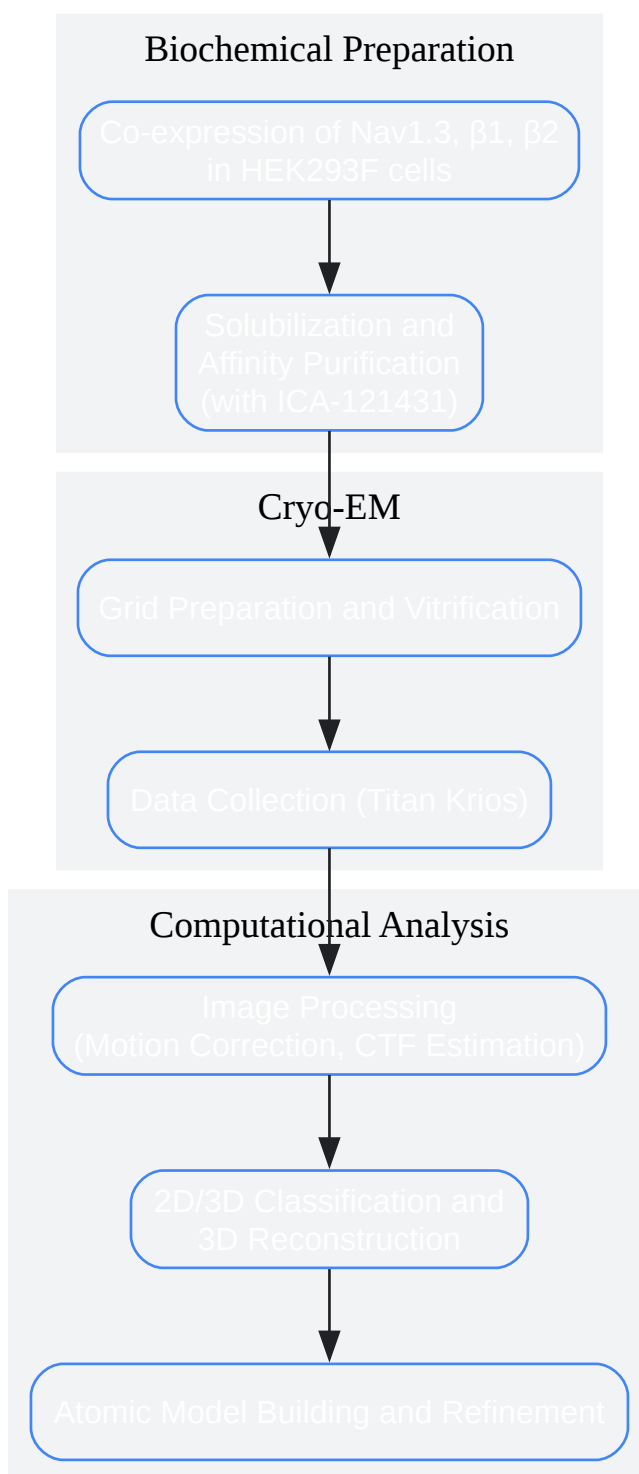 Biochemical Preparation
Co-expression of Nav1.3, β1, β2
in HEK293F cells
Solubilization and
Affinity Purification
(with ICA-121431)
Cryo-EM
Grid Preparation and Vitrification
Data Collection (Titan Krios)
Computational Analysis
Image Processing
(Motion Correction, CTF Estimation)
2D/3D Classification and
3D Reconstruction
Atomic Model Building and Refinement